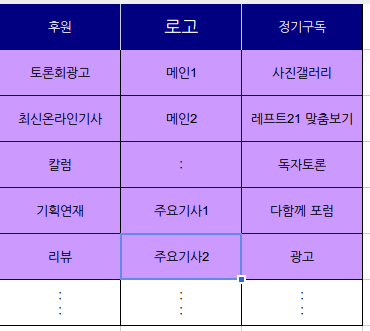 후원 로고 정기구독
토론회광고 메인1 사진갤러리
최신온라인기사 메인2 레프트21 맞춤보기
칼럼 : 독자토론
기획연재 주요기사1 다함께 포럼
리뷰 주요기사2 광고
: : :
: : :